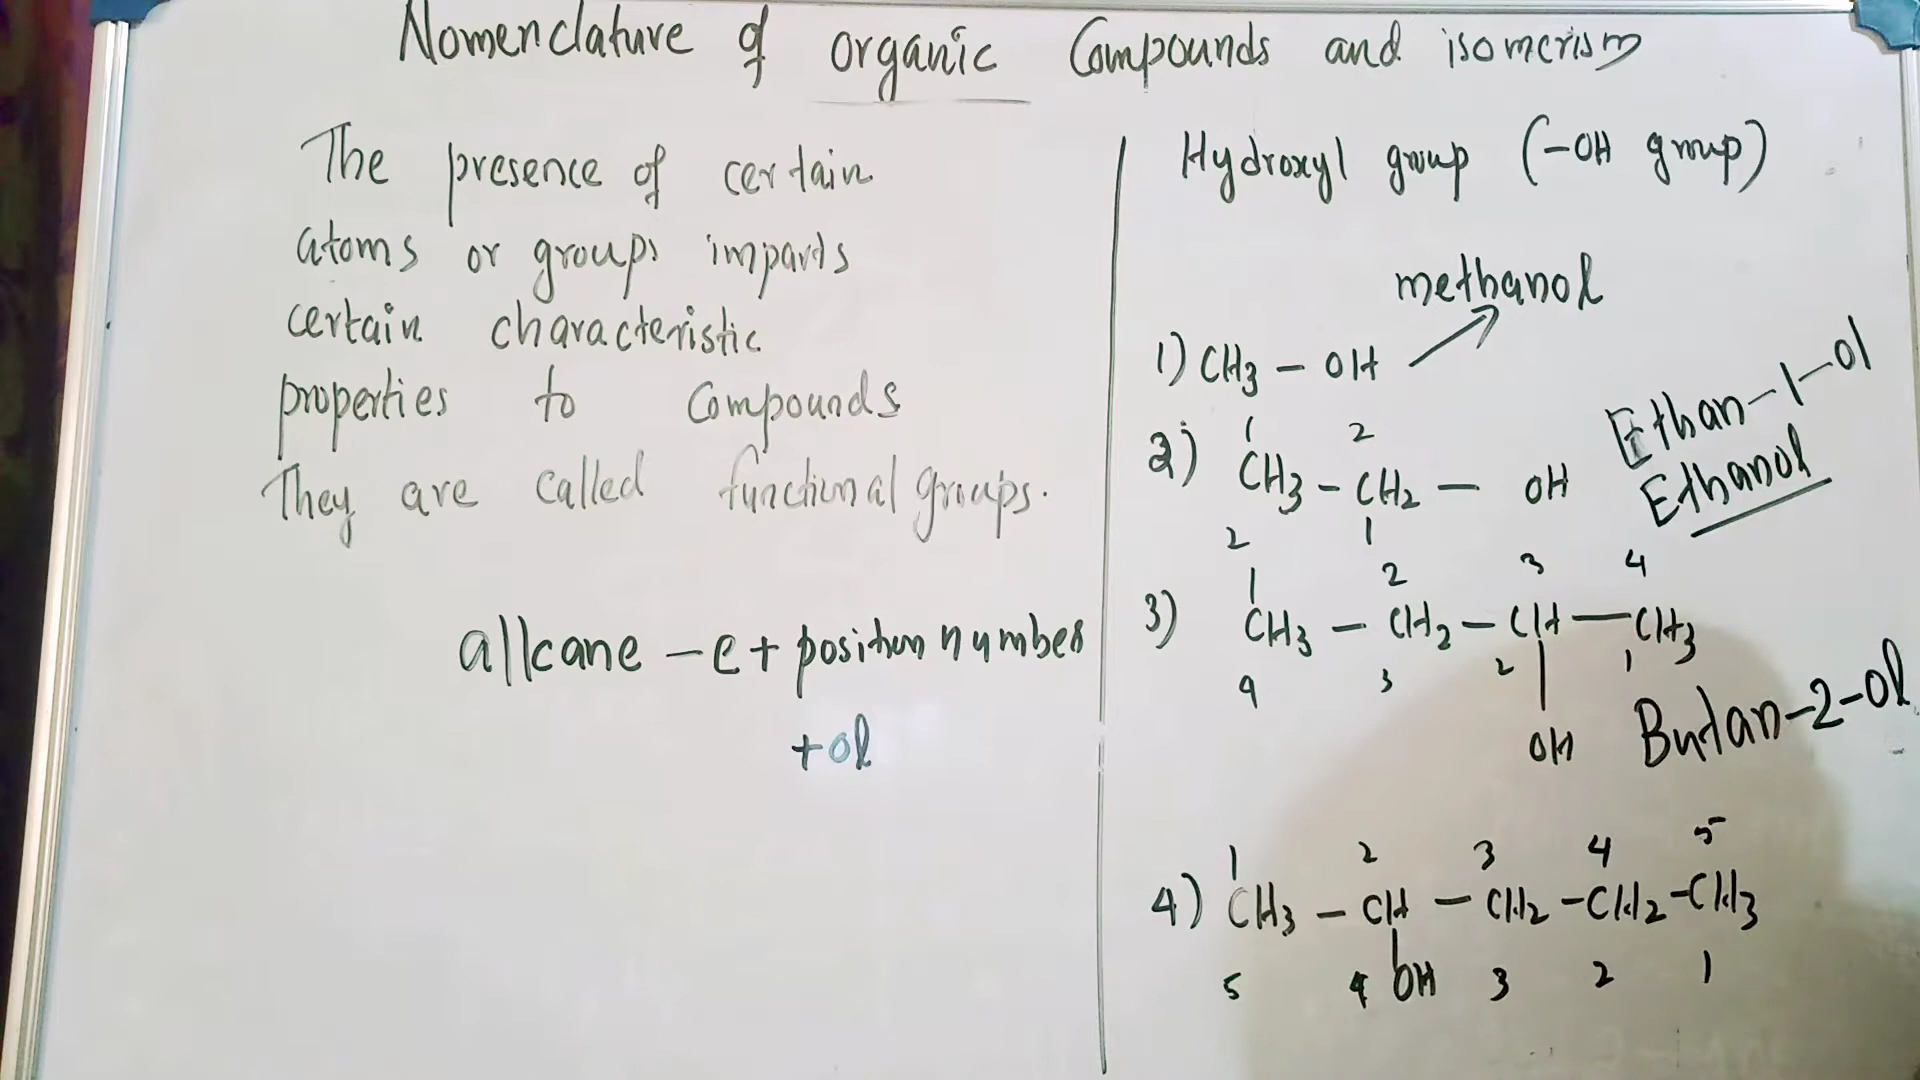 Nomenclature of organic Compounds and isomerism
The presence of certain
atoms or groups imparts
certain characteristic
properties to Compounds
They are called functional groups.
alkane - e + position number
+ ol
Hydroxyl group (-OH group)
methanol
1) CH3 - OH
Ethan-1-ol
Ethanol
1 2
2) CH3 - CH2 - OH
2 1
1 2 3 4
3) CH3 - CH2 - CH - CH3
4 3 2 1
OH
Butan-2-ol
1 2 3 4 5
4) CH3 - CH - CH2 - CH2 - CH3
5 4 OH 3 2 1